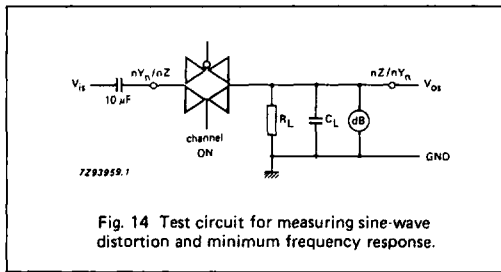 nYn/nZ
nZ/nYn
Vis
Vos
10 µF
RL
CL
dB
channel
ON
GND
7Z93959.1
Fig. 14 Test circuit for measuring sine-wave
distortion and minimum frequency response.